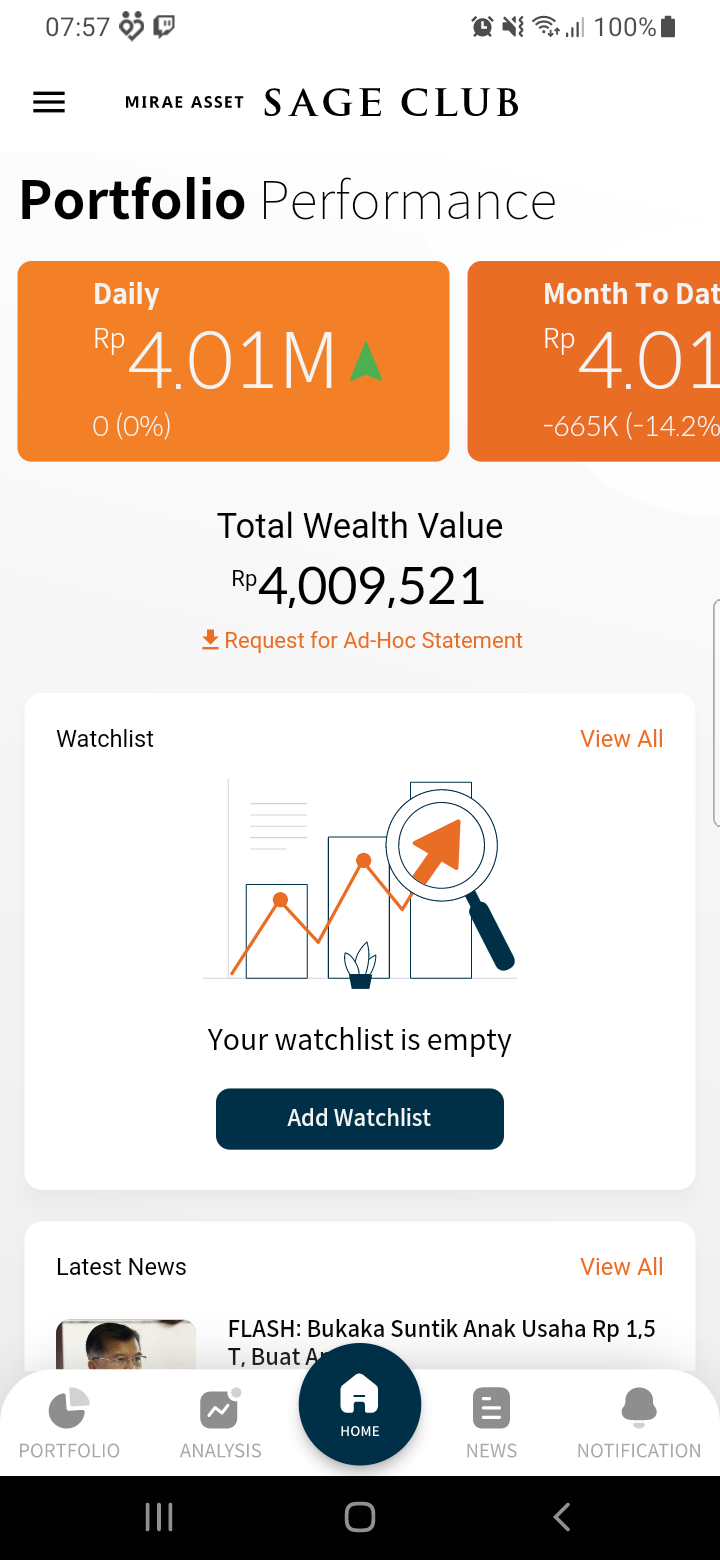 07:57
100%
MIRAE ASSET SAGE CLUB
Portfolio Performance
Daily
Rp 4.01M
0 (0%)
Month To Dat
Rp 4.01
-665K (-14.2%
Total Wealth Value
Rp4,009,521
Request for Ad-Hoc Statement
Watchlist
View All
Your watchlist is empty
Add Watchlist
Latest News
View All
FLASH: Bukaka Suntik Anak Usaha Rp 1,5
T, Buat
PORTFOLIO
ANALYSIS
HOME
NEWS
NOTIFICATION